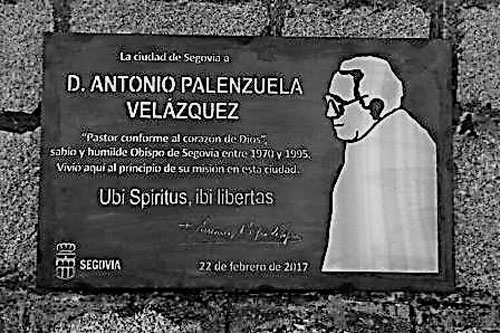 La ciudad de Segovia a
D. ANTONIO PALENZUELA
VELÁZQUEZ
"Pastor conforme al corazón de Dios",
sabio y humilde Obispo de Segovia entre 1970 y 1995.
Vivió aquí al principio de su misión en esta ciudad.
Ubi Spiritus, ibi libertas
SEGOVIA
22 de febrero de 2017